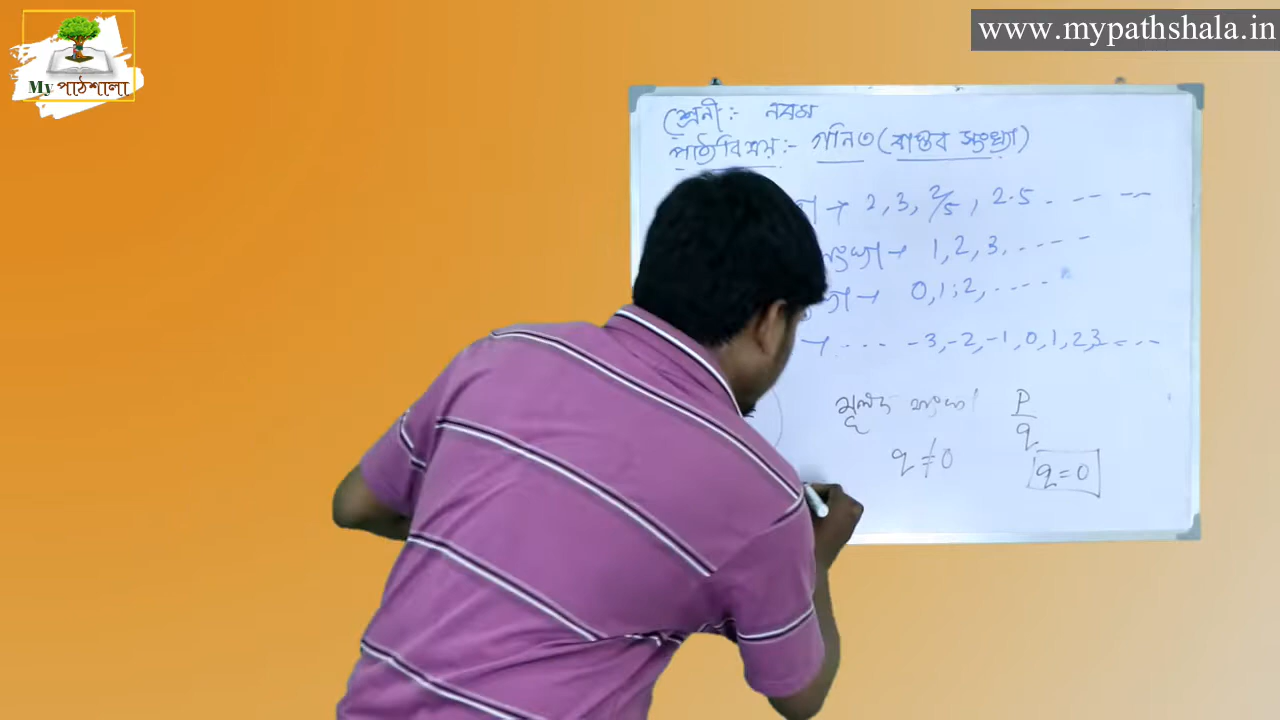 My পাঠশালা
www.mypathshala.in
শ্রেনী :- নবম
পাঠ্যবিষয় :- গনিত (বাস্তব সংখ্যা)
→ 2, 3, 2/5, 2.5 . -- --
সংখ্যা → 1, 2, 3, ....
→ 0, 1, 2, .....
→ .... -3, -2, -1, 0, 1, 2, 3 ....
মূলদ সংখ্যা p/q
q ≠ 0 q = 0